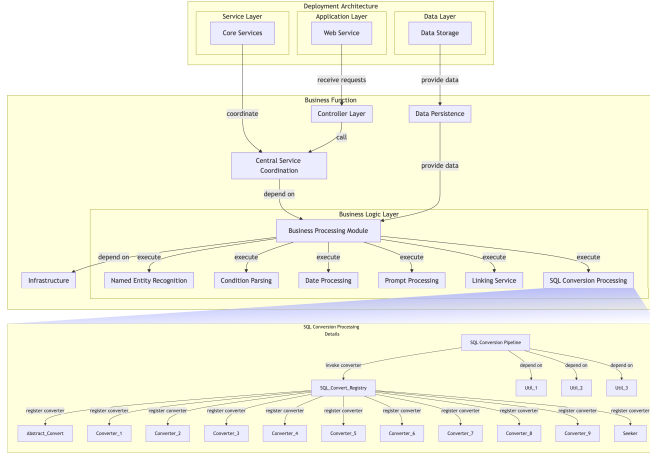 Deployment Architecture
Service Layer
Application Layer
Data Layer
Core Services
Web Service
Data Storage
receive requests
provide data
Business Function
coordinate
Controller Layer
Data Persistence
call
Central Service
Coordination
provide data
depend on
Business Logic Layer
Business Processing Module
depend on
execute
execute
execute
execute
execute
execute
Infrastructure
Named Entity Recognition
Condition Parsing
Date Processing
Prompt Processing
Linking Service
SQL Conversion Processing
SQL Conversion Processing
Details
SQL Conversion Pipeline
invoke converter
depend on
depend on
depend on
SQL_Convert_Registry
Util_1
Util_2
Util_3
register converter
register converter
register converter
register converter
register converter
register converter
register converter
register converter
register converter
register converter
register converter
Abstract_Convert
Converter_1
Converter_2
Converter_3
Converter_4
Converter_5
Converter_6
Converter_7
Converter_8
Converter_9
Seeker